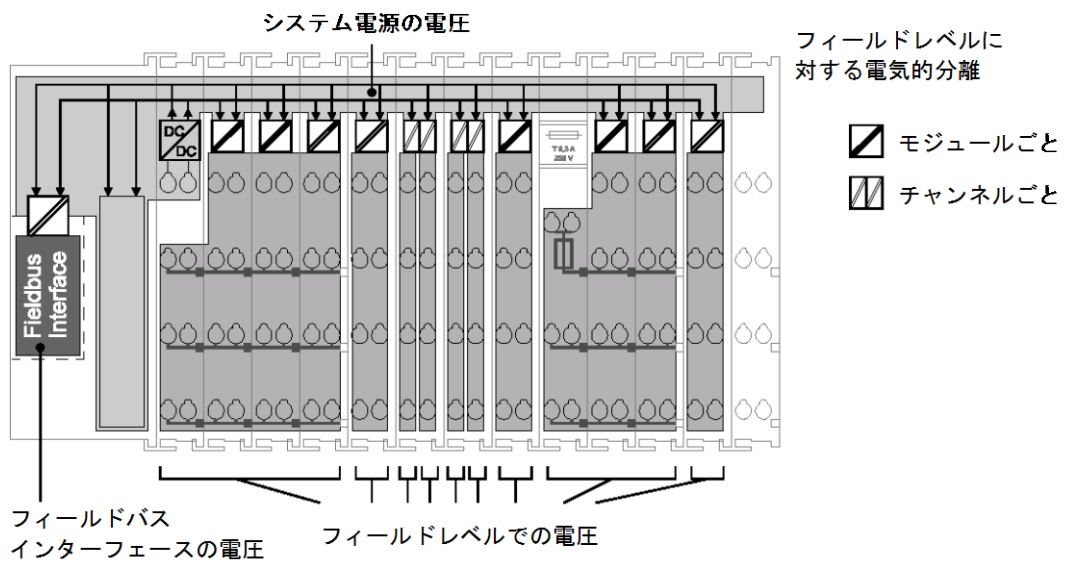 システム電源の電圧
フィールドレベルに
対する電気的分離
モジュールごと
チャンネルごと
DC
DC
T 6,3 A
250 V
Fieldbus
Interface
フィールドバス
インターフェースの電圧
フィールドレベルでの電圧